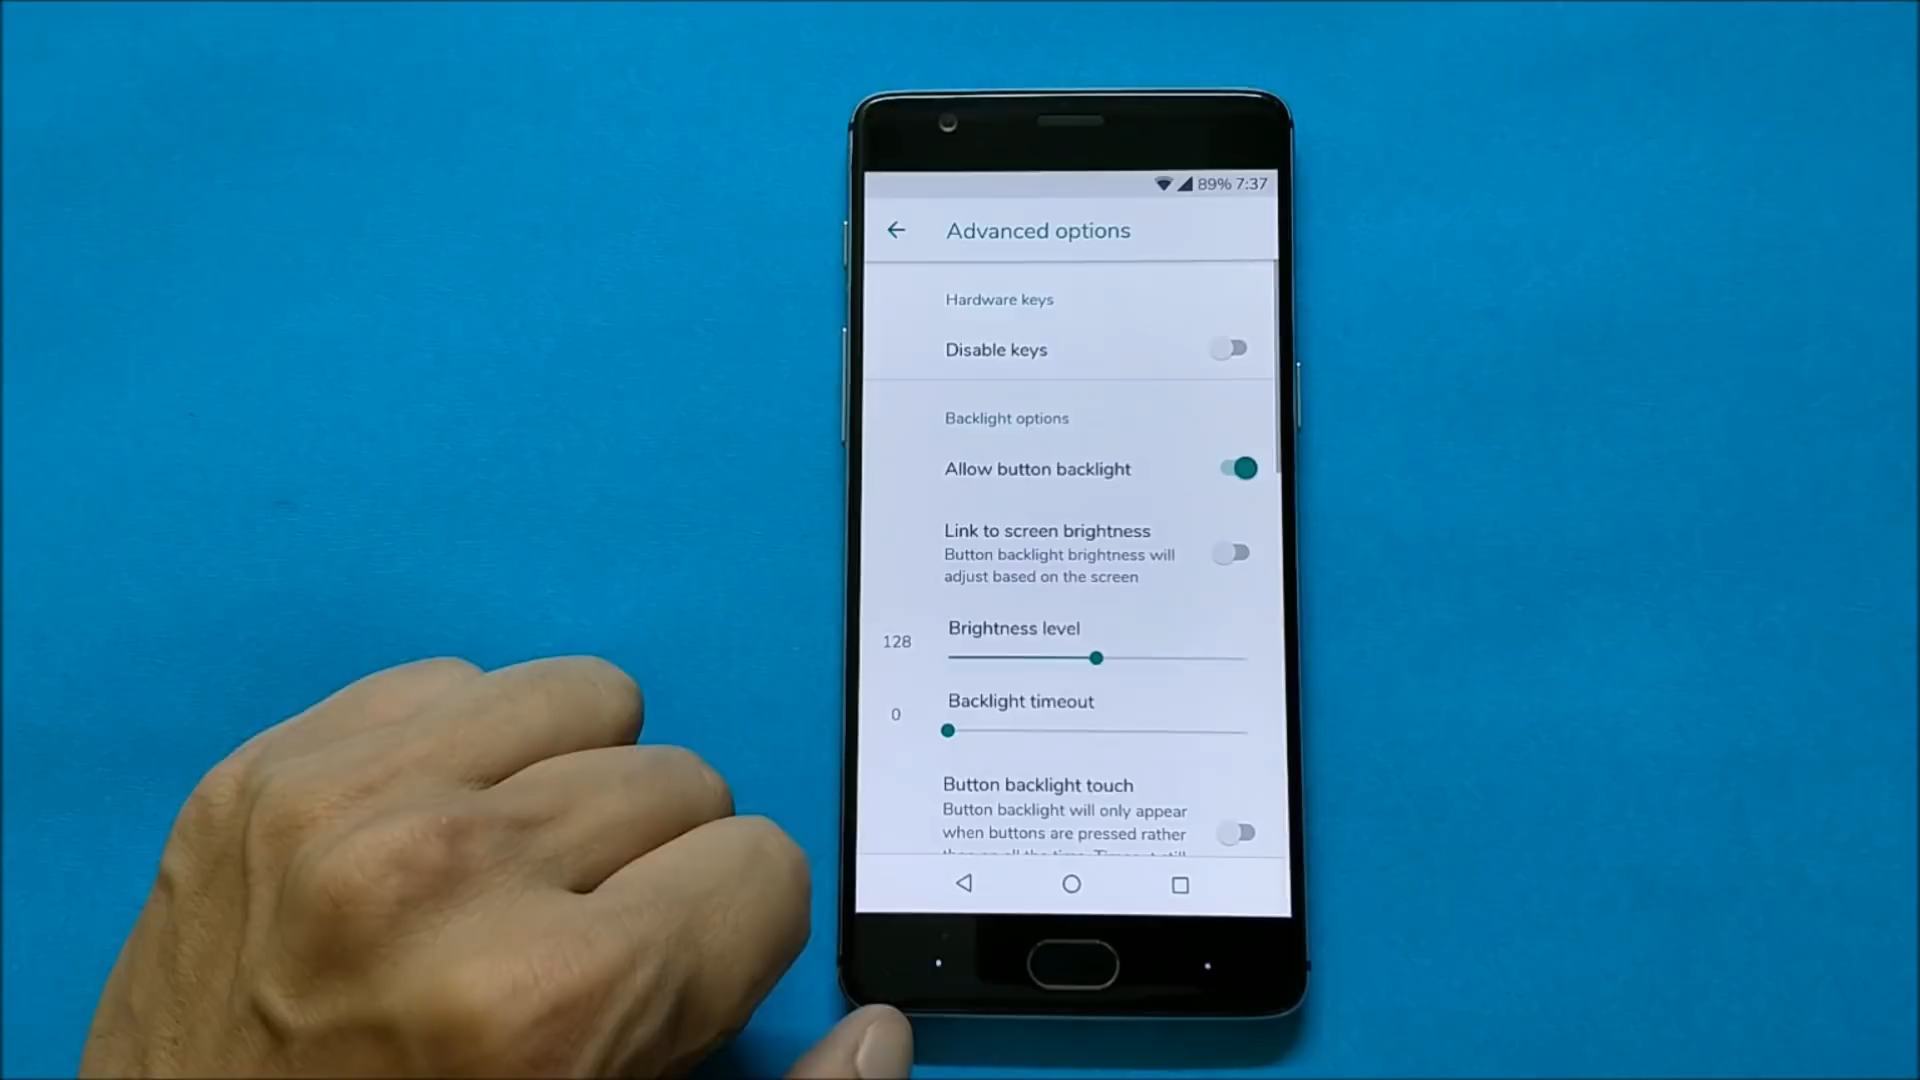 89% 7:37
Advanced options
Hardware keys
Disable keys
Backlight options
Allow button backlight
Link to screen brightness
Button backlight brightness will
adjust based on the screen
Brightness level
128
Backlight timeout
0
Button backlight touch
Button backlight will only appear
when buttons are pressed rather